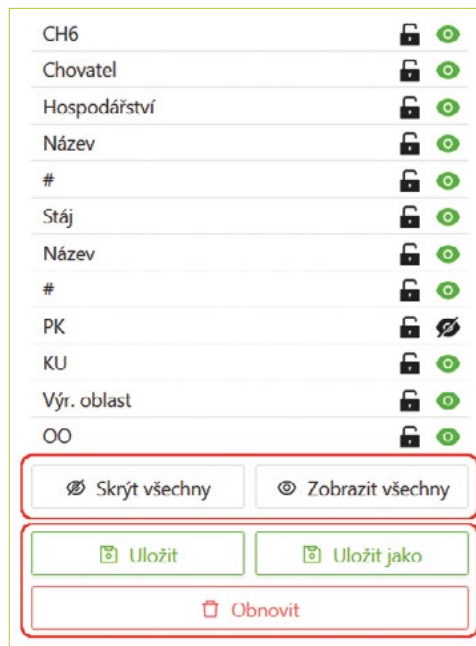 CH6
Chovatel
Hospodářství
Název
#
Stáj
Název
#
PK
KU
Výr. oblast
OO
Skrýt všechny Zobrazit všechny
Uložit Uložit jako
Obnovit